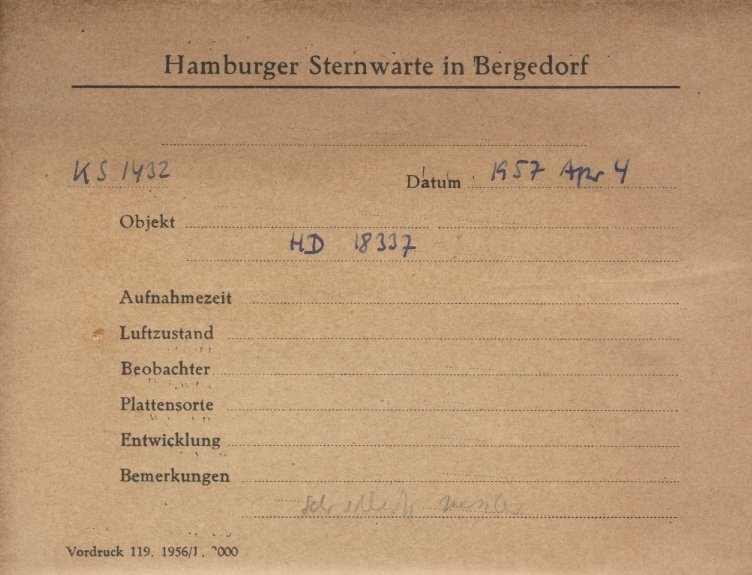 Hamburger Sternwarte in Bergedorf
KS 1432
Datum 1957 Apr 4
Objekt
HD 18337
Aufnahmezeit
Luftzustand
Beobachter
Plattensorte
Entwicklung
Bemerkungen
Vordruck 119. 1956/1.